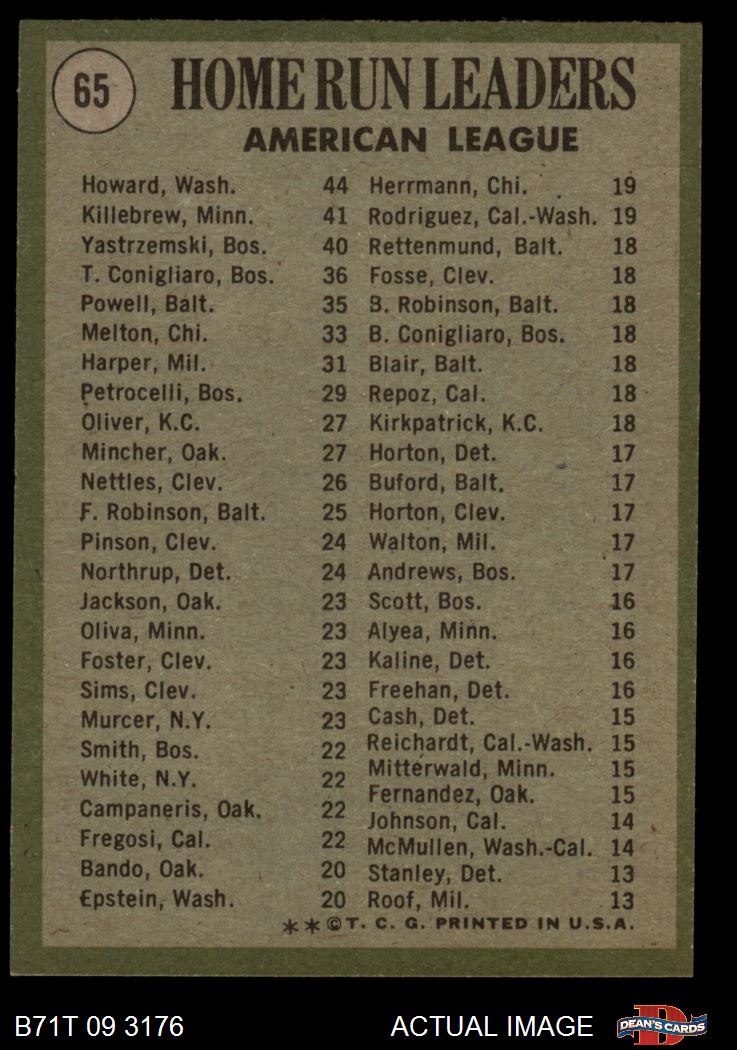 65
HOME RUN LEADERS
AMERICAN LEAGUE
Howard, Wash. 44
Killebrew, Minn. 41
Yastrzemski, Bos. 40
T. Conigliaro, Bos. 36
Powell, Balt. 35
Melton, Chi. 33
Harper, Mil. 31
Petrocelli, Bos. 29
Oliver, K.C. 27
Mincher, Oak. 27
Nettles, Clev. 26
F. Robinson, Balt. 25
Pinson, Clev. 24
Northrup, Det. 24
Jackson, Oak. 23
Oliva, Minn. 23
Foster, Clev. 23
Sims, Clev. 23
Murcer, N.Y. 23
Smith, Bos. 22
White, N.Y. 22
Campaneris, Oak. 22
Fregosi, Cal. 22
Bando, Oak. 20
Epstein, Wash. 20
Herrmann, Chi. 19
Rodriguez, Cal.-Wash. 19
Rettenmund, Balt. 18
Fosse, Clev. 18
B. Robinson, Balt. 18
B. Conigliaro, Bos. 18
Blair, Balt. 18
Repoz, Cal. 18
Kirkpatrick, K.C. 18
Horton, Det. 17
Buford, Balt. 17
Horton, Clev. 17
Walton, Mil. 17
Andrews, Bos. 17
Scott, Bos. 16
Alyea, Minn. 16
Kaline, Det. 16
Freehan, Det. 16
Cash, Det. 15
Reichardt, Cal.-Wash. 15
Mitterwald, Minn. 15
Fernandez, Oak. 15
Johnson, Cal. 14
McMullen, Wash.-Cal. 14
Stanley, Det. 13
Roof, Mil. 13
**©T. C. G. PRINTED IN U.S.A.
B71T 09 3176 ACTUAL IMAGE
D
DEAN'S CARDS